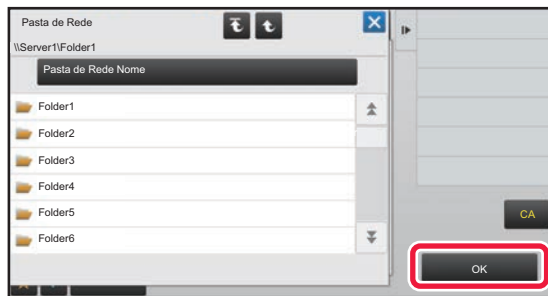 Pasta de Rede
\\Server1\Folder1
Pasta de Rede Nome
Folder1
Folder2
Folder3
Folder4
Folder5
Folder6
CA
OK